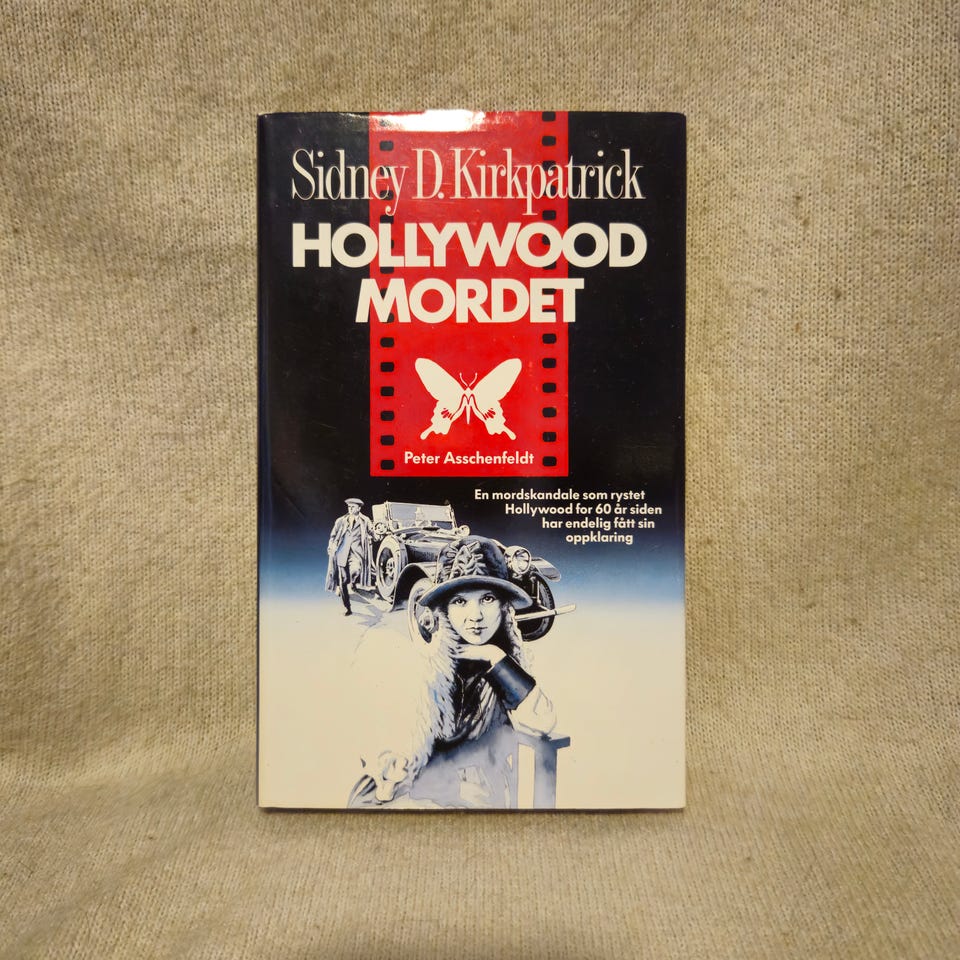 Sidney D. Kirkpatrick
HOLLYWOOD
MORDET
Peter Asschenfeldt
En mordskandale som rystet
Hollywood for 60 år siden
har endelig fått sin
oppklaring